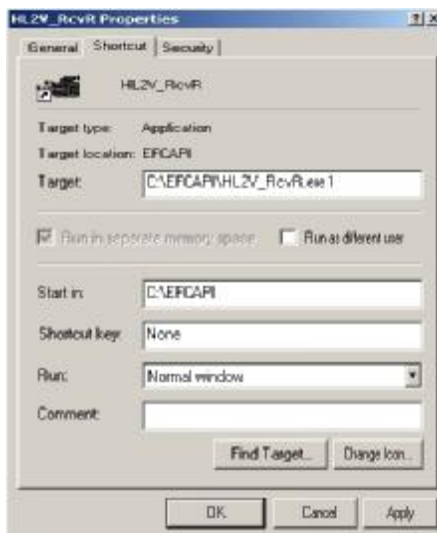 HL2V_RcvR Properties
General Shortcut Security
HL2V_RcvR
Target type: Application
Target location: EFCAPI
Target: C:\EFCAPI\HL2V_RcvR.exe 1
Run in separate memory space Run as different user
Start in: C:\EFCAPI
Shortcut key: None
Run: Normal window
Comment:
Find Target... Change Icon...
OK Cancel Apply